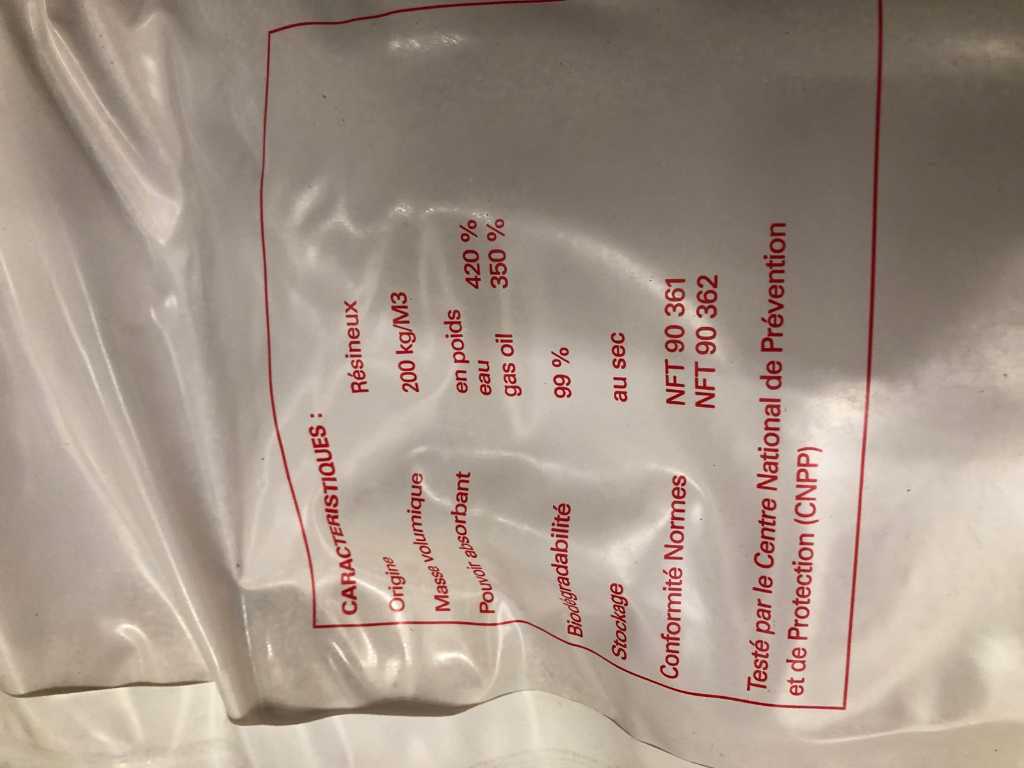 CARACTERISTIQUES :
Origine Résineux
Masse volumique 200 kg/M3
Pouvoir absorbant en poids
eau 420 %
gas oil 350 %
Biodégradabilité 99 %
Stockage au sec
Conformité Normes NFT 90 361
NFT 90 362
Testé par le Centre National de Prévention
et de Protection (CNPP)